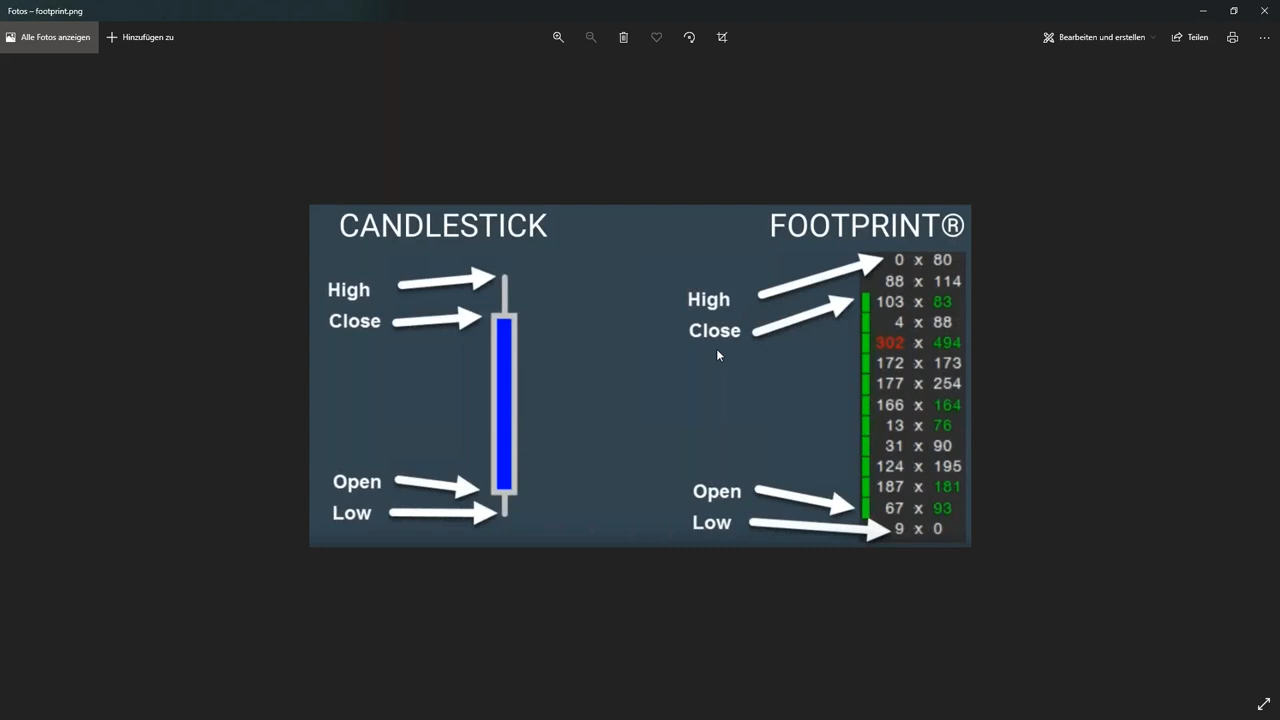 Fotos – footprint.png
Alle Fotos anzeigen
Hinzufügen zu
Bearbeiten und erstellen
Teilen
CANDLESTICK
High
Close
Open
Low
FOOTPRINT®
High
Close
Open
Low
0 x 80
88 x 114
103 x 83
4 x 88
302 x 494
172 x 173
177 x 254
166 x 164
13 x 76
31 x 90
124 x 195
187 x 181
67 x 93
9 x 0